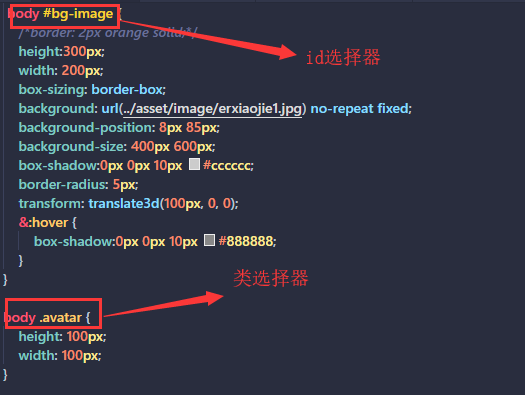 body #bg-image {
/*border: 2px orange solid;*/
id选择器
height:300px;
width: 200px;
box-sizing: border-box;
background: url(../asset/image/erxiaojie1.jpg) no-repeat fixed;
background-position: 8px 85px;
background-size: 400px 600px;
box-shadow:0px 0px 10px #cccccc;
border-radius: 5px;
transform: translate3d(100px, 0, 0);
&:hover {
box-shadow:0px 0px 10px #888888;
}
}
类选择器
body .avatar {
height: 100px;
width: 100px;
}